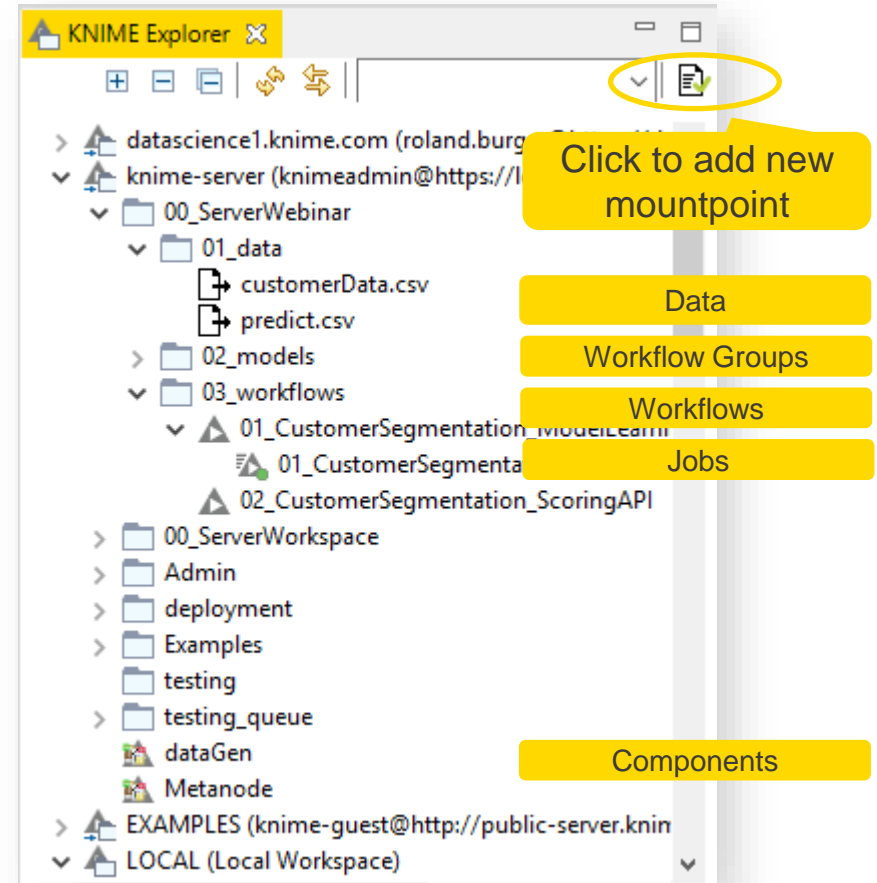 KNIME Explorer
datascience1.knime.com (roland.burg
knime-server (knimeadmin@https://l
Click to add new
mountpoint
00_ServerWebinar
01_data
customerData.csv
Data
predict.csv
02_models
Workflow Groups
03_workflows
Workflows
01_CustomerSegmentation_ModelLearni
01_CustomerSegmenta
Jobs
02_CustomerSegmentation_ScoringAPI
00_ServerWorkspace
Admin
deployment
Examples
testing
testing_queue
dataGen
Components
Metanode
EXAMPLES (knime-guest@http://public-server.knim
LOCAL (Local Workspace)